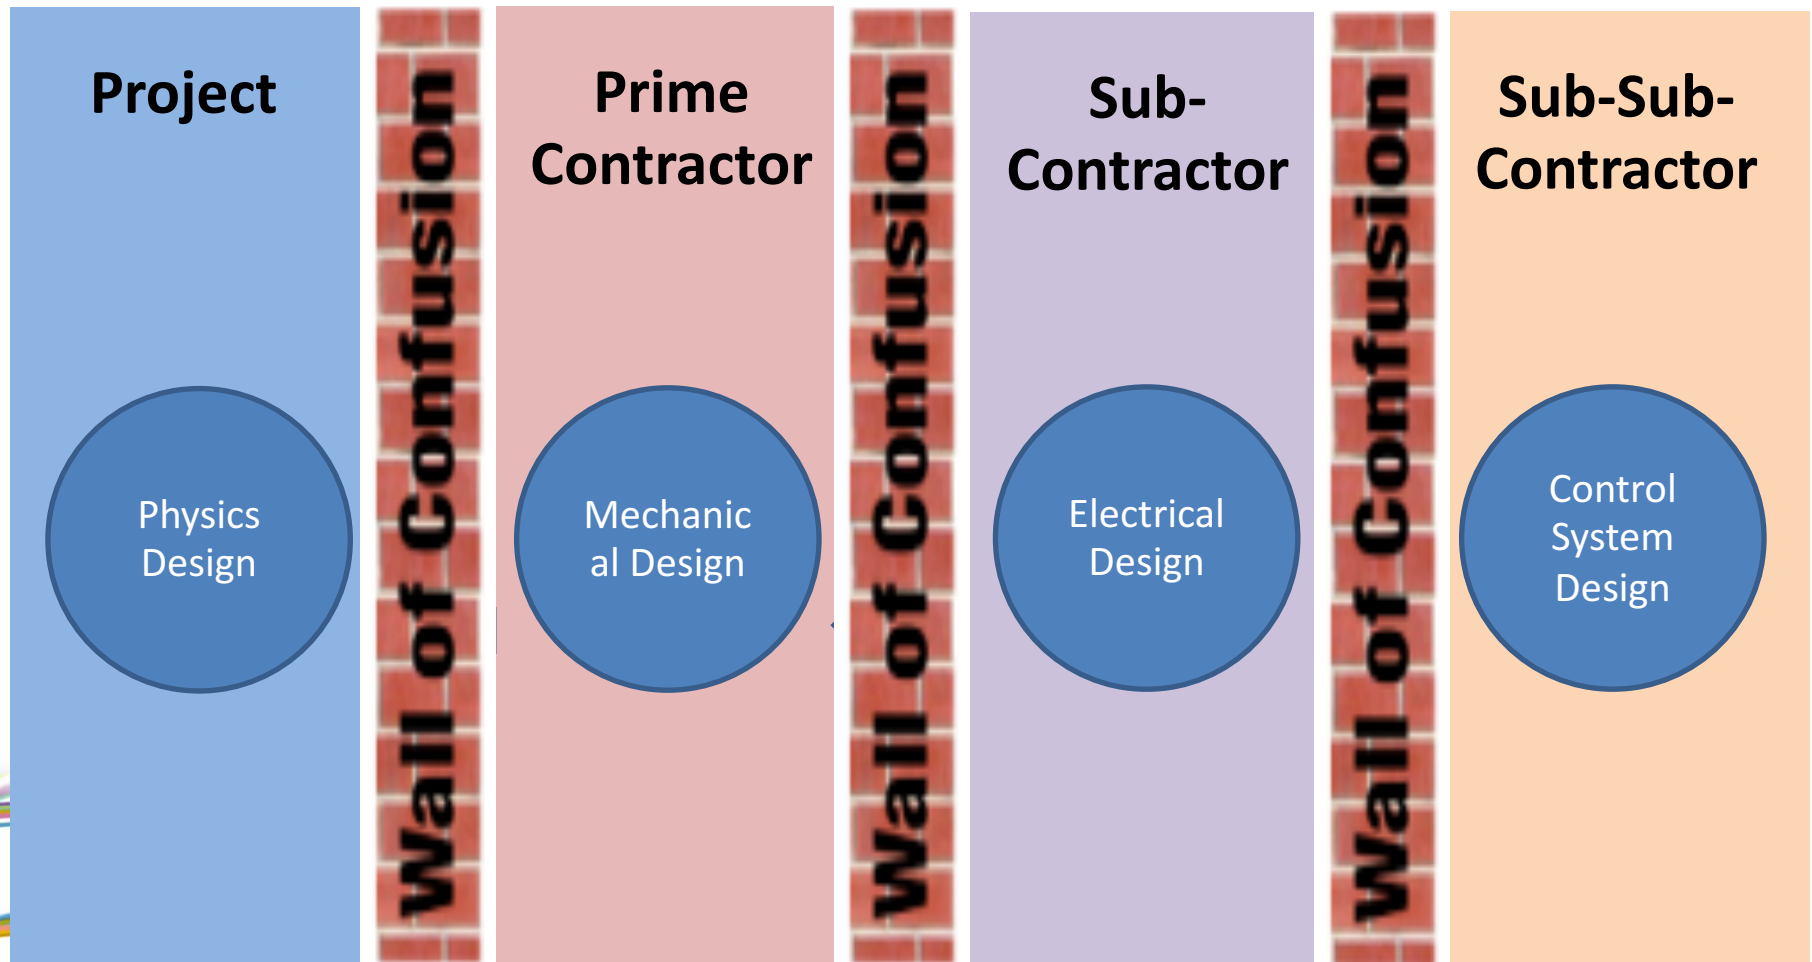 Project
Wall of Confusion
Prime
Contractor
Wall of Confusion
Sub-
Contractor
Wall of Confusion
Sub-Sub-
Contractor
Physics
Design
Mechanic
al Design
Electrical
Design
Control
System
Design